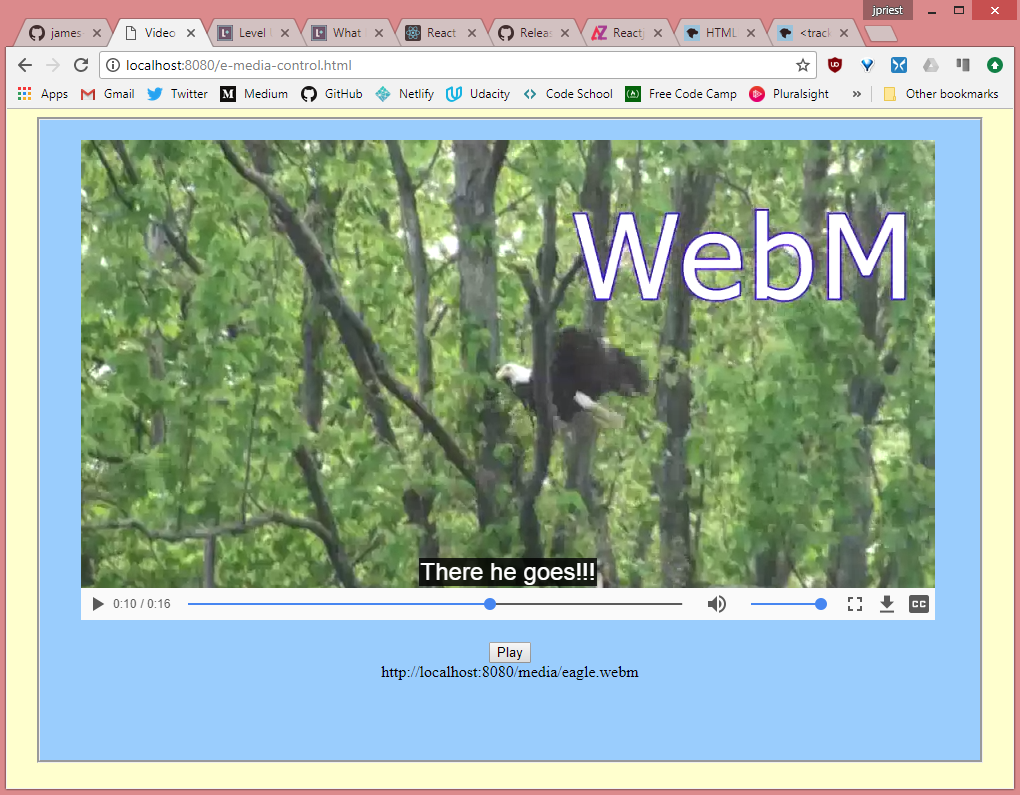 jpriest
james
Video
Level
What
React
Relea
React
HTML
<track
localhost:8080/e-media-control.html
Apps
Gmail
Twitter
Medium
GitHub
Netlify
Udacity
Code School
Free Code Camp
Pluralsight
»
Other bookmarks
WebM
There he goes!!!
0:10 / 0:16
CC
Play
http://localhost:8080/media/eagle.webm